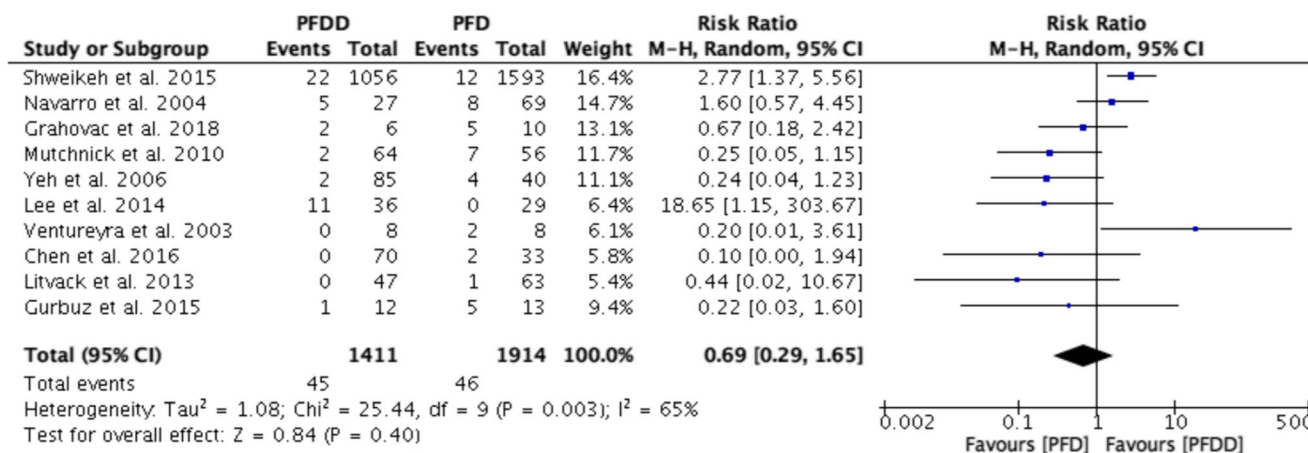 PFDD PFD Risk Ratio Risk Ratio
Study or Subgroup Events Total Events Total Weight M-H, Random, 95% CI M-H, Random, 95% CI
Shweikeh et al. 2015 22 1056 12 1593 16.4% 2.77 [1.37, 5.56]
Navarro et al. 2004 5 27 8 69 14.7% 1.60 [0.57, 4.45]
Grahovac et al. 2018 2 6 5 10 13.1% 0.67 [0.18, 2.42]
Mutchnick et al. 2010 2 64 7 56 11.7% 0.25 [0.05, 1.15]
Yeh et al. 2006 2 85 4 40 11.1% 0.24 [0.04, 1.23]
Lee et al. 2014 11 36 0 29 6.4% 18.65 [1.15, 303.67]
Ventureyra et al. 2003 0 8 2 8 6.1% 0.20 [0.01, 3.61]
Chen et al. 2016 0 70 2 33 5.8% 0.10 [0.00, 1.94]
Litvack et al. 2013 0 47 1 63 5.4% 0.44 [0.02, 10.67]
Gurbuz et al. 2015 1 12 5 13 9.4% 0.22 [0.03, 1.60]
Total (95% CI) 1411 1914 100.0% 0.69 [0.29, 1.65]
Total events 45 46
Heterogeneity: Tau² = 1.08; Chi² = 25.44, df = 9 (P = 0.003); I² = 65%
Test for overall effect: Z = 0.84 (P = 0.40)
0.002 0.1 1 10 500
Favours [PFD] Favours [PFDD]